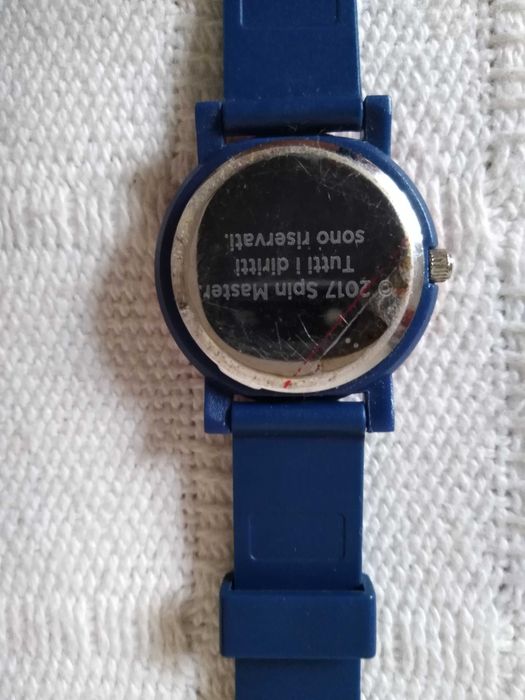 © 2017 Spin Master.
Tutti i diritti
sono riservati.